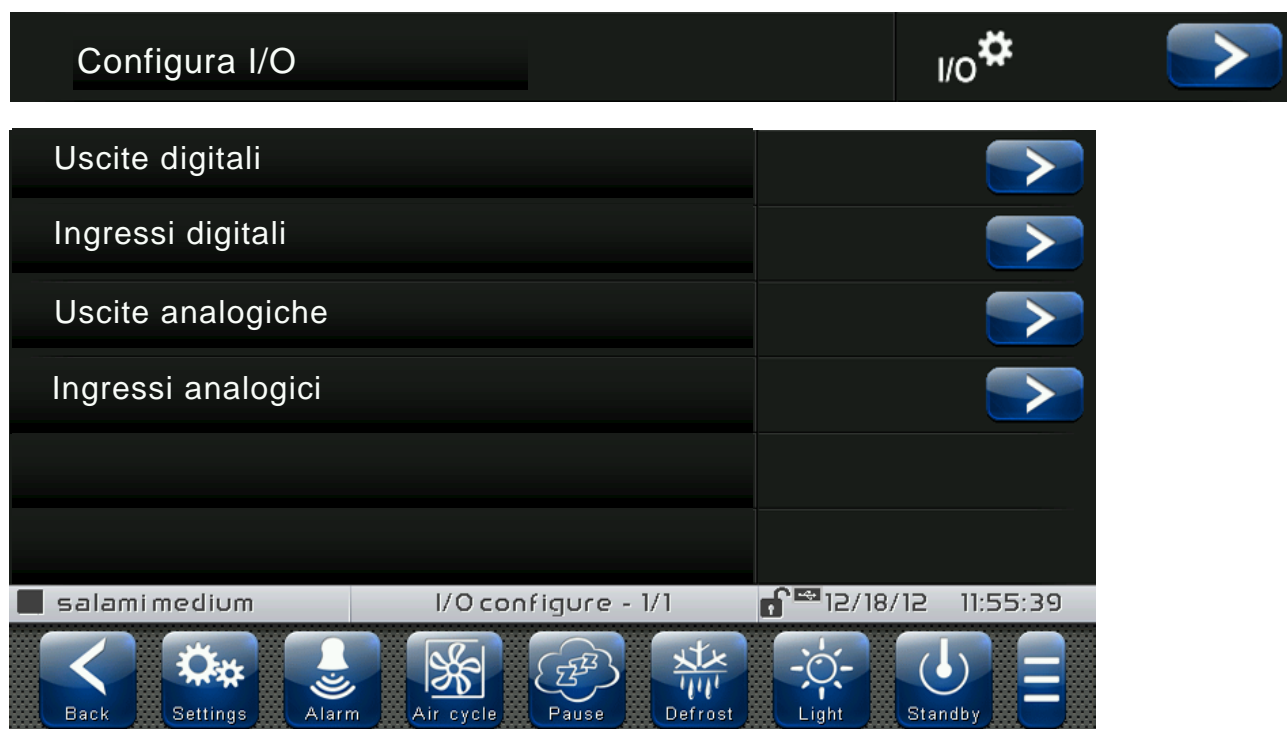 Configura I/O
I/O
Uscite digitali
Ingressi digitali
Uscite analogiche
Ingressi analogici
salami medium I/O configure - 1/1 12/18/12 11:55:39
Back Settings Alarm Air cycle Pause Defrost Light Standby